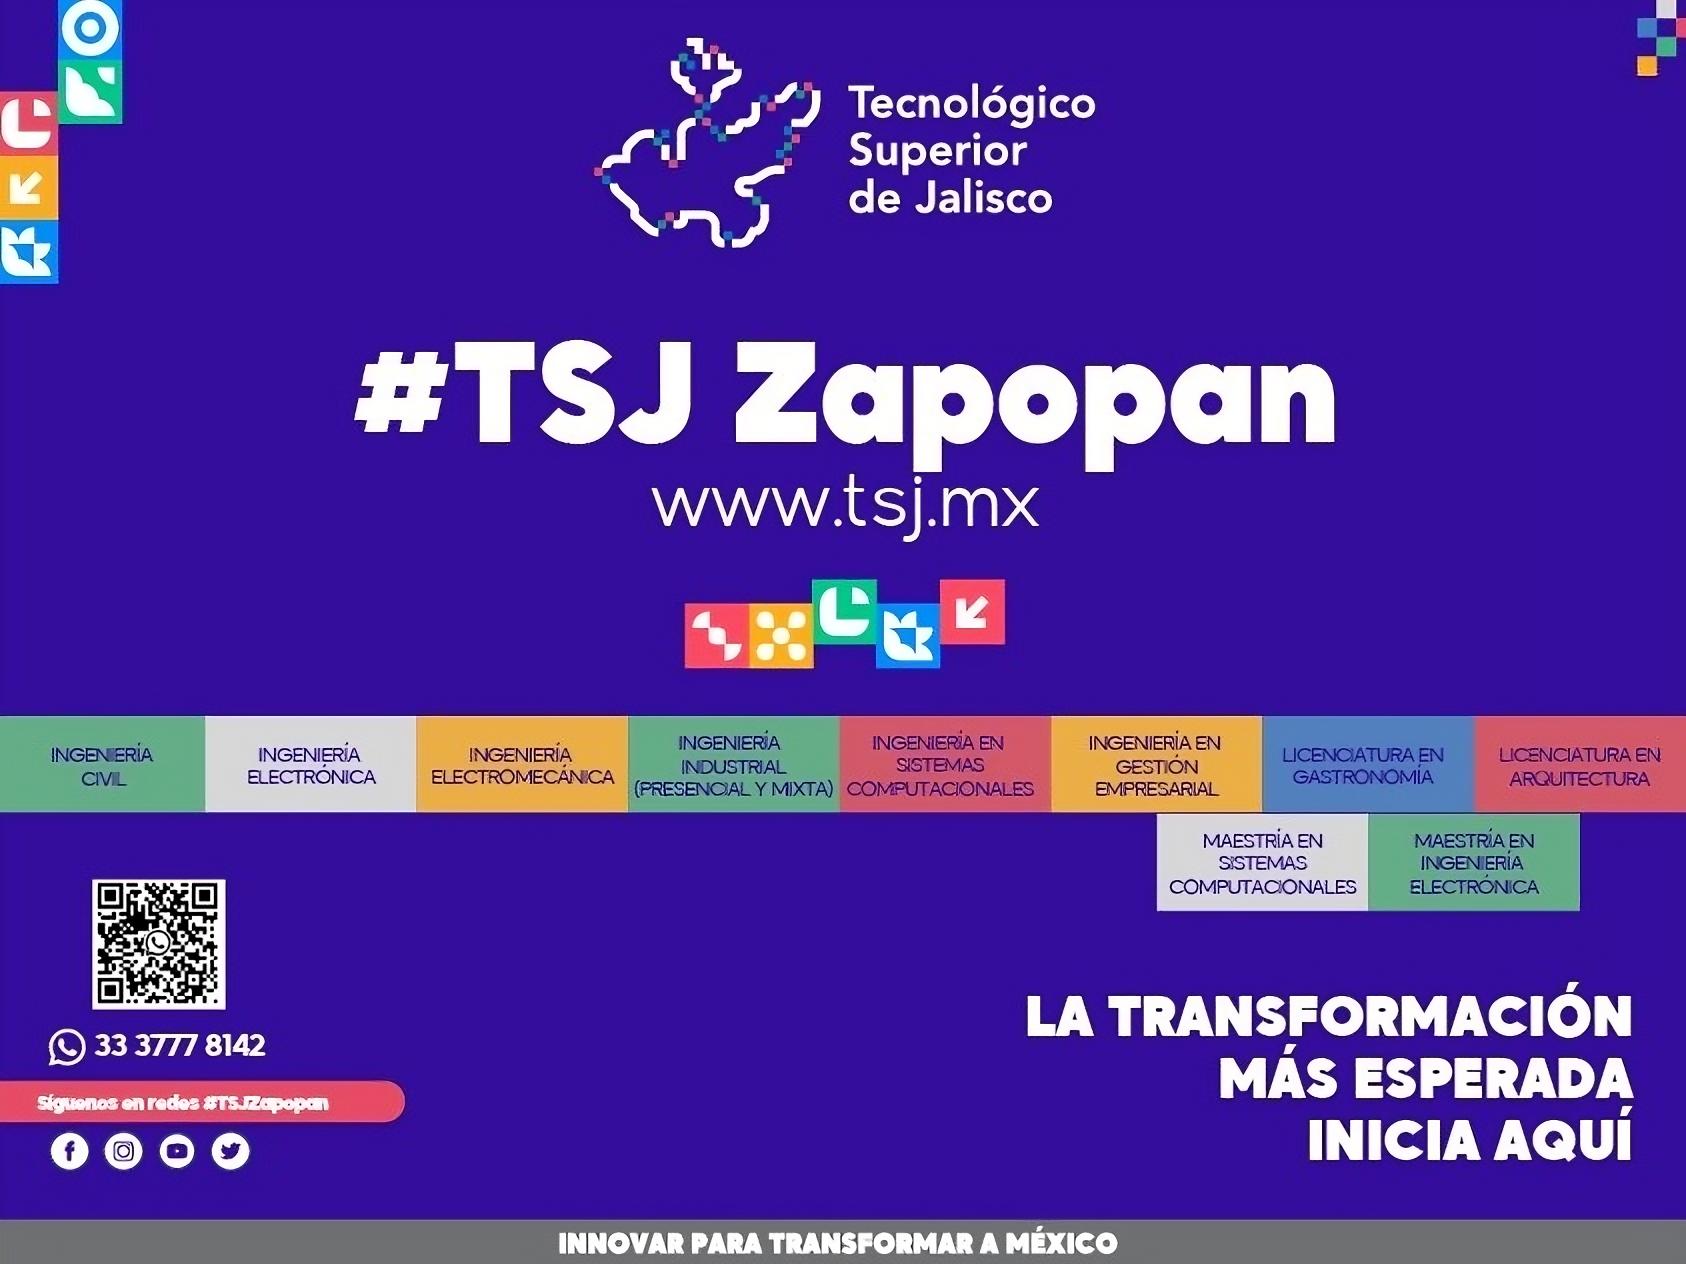 Tecnológico
Superior
de Jalisco
#TSJ Zapopan
www.tsj.mx
INGENIERÍA
CIVIL
INGENIERÍA
ELECTRÓNICA
INGENIERÍA
ELECTROMECÁNICA
INGENIERÍA
INDUSTRIAL
(PRESENCIAL Y MIXTA)
INGENIERÍA EN
SISTEMAS
COMPUTACIONALES
INGENIERÍA EN
GESTIÓN
EMPRESARIAL
LICENCIATURA EN
GASTRONOMÍA
LICENCIATURA EN
ARQUITECTURA
MAESTRÍA EN
SISTEMAS
COMPUTACIONALES
MAESTRÍA EN
INGENIERÍA
ELECTRÓNICA
33 3777 8142
Síguenos en redes #TSJZapopan
LA TRANSFORMACIÓN
MÁS ESPERADA
INICIA AQUÍ
INNOVAR PARA TRANSFORMAR A MÉXICO